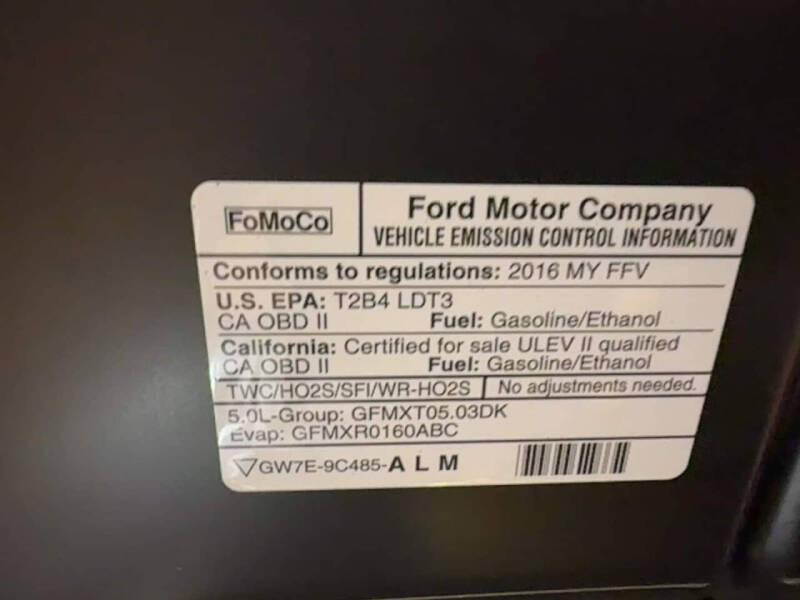 FoMoCo
Ford Motor Company
VEHICLE EMISSION CONTROL INFORMATION
Conforms to regulations: 2016 MY FFV
U.S. EPA: T2B4 LDT3
CA OBD II Fuel: Gasoline/Ethanol
California: Certified for sale ULEV II qualified
CA OBD II Fuel: Gasoline/Ethanol
TWC/HO2S/SFI/WR-HO2S No adjustments needed.
5.0L-Group: GFMXT05.03DK
Evap: GFMXR0160ABC
GW7E-9C485-A L M